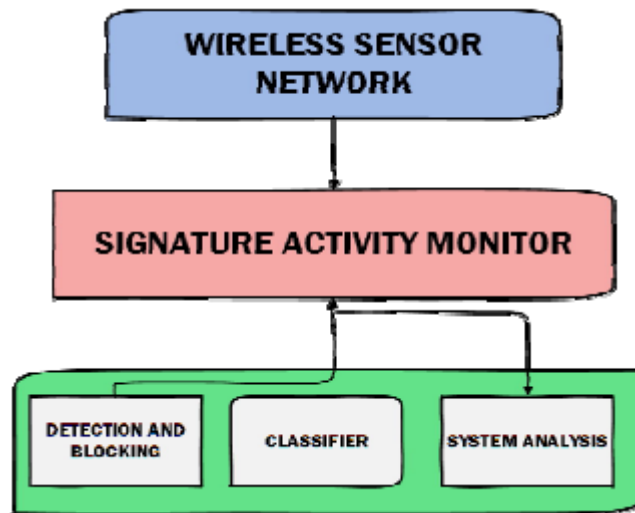 WIRELESS SENSOR
NETWORK
SIGNATURE ACTIVITY MONITOR
DETECTION AND
BLOCKING
CLASSIFIER
SYSTEM ANALYSIS